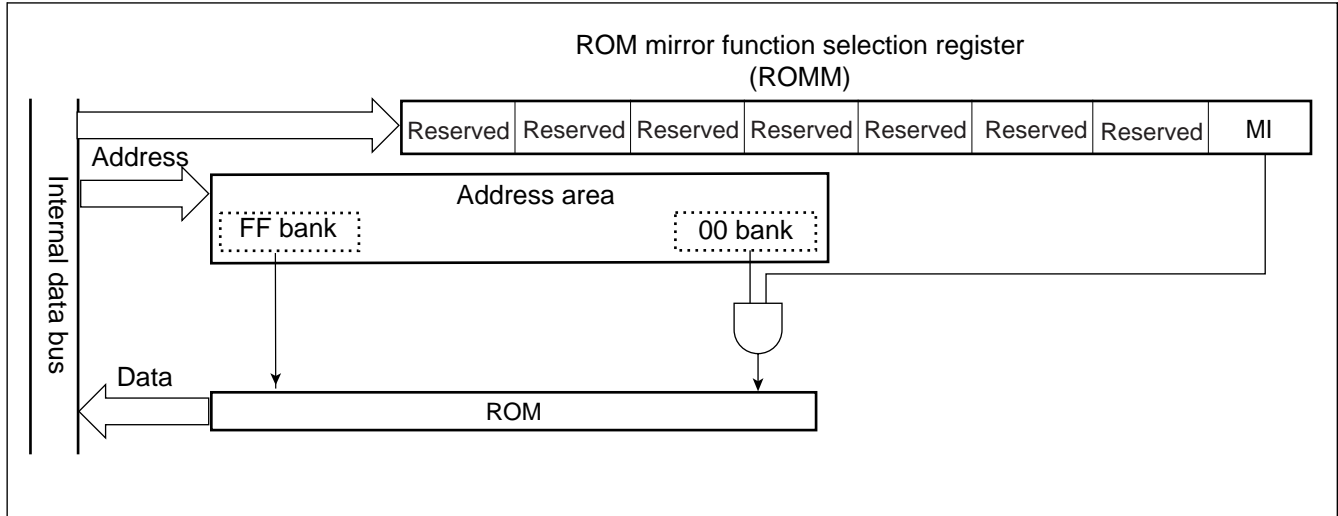 ROM mirror function selection register
(ROMM)
Reserved Reserved Reserved Reserved Reserved Reserved Reserved MI
Address
Internal data bus
Address area
FF bank
00 bank
Data
ROM